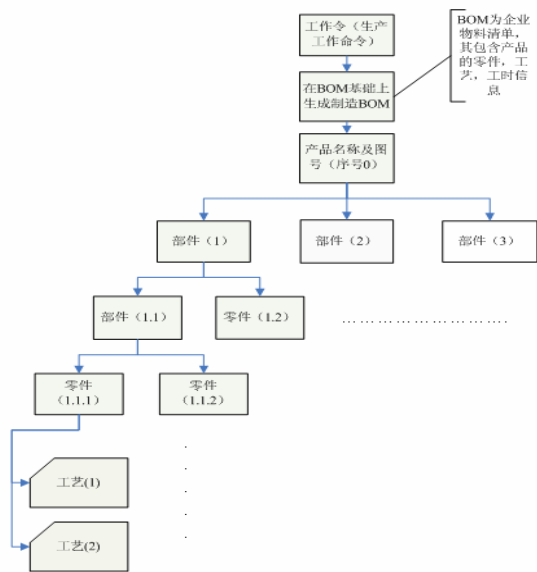 工作令（生产
工作命令）
BOM为企业
物料清单，
其包含产品
的零件，工
艺，工时信
息
在BOM基础上
生成制造BOM
产品名称及图
号（序号0）
部件（1）
部件（2）
部件（3）
部件（1.1）
零件（1.2）
……………………….
零件
（1.1.1）
零件
（1.1.2）
工艺(1)
工艺(2)